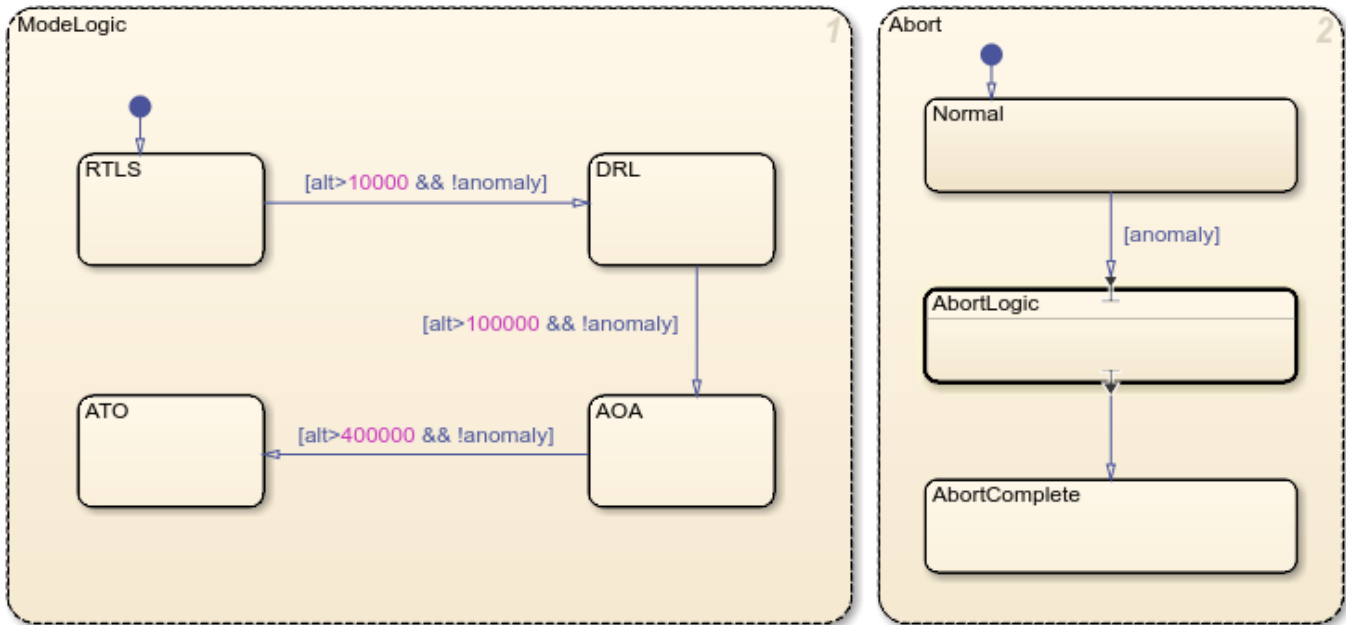 ModeLogic
1
RTLS
[alt>10000 && !anomaly]
DRL
[alt>100000 && !anomaly]
ATO
[alt>400000 && !anomaly]
AOA
Abort
2
Normal
[anomaly]
AbortLogic
AbortComplete